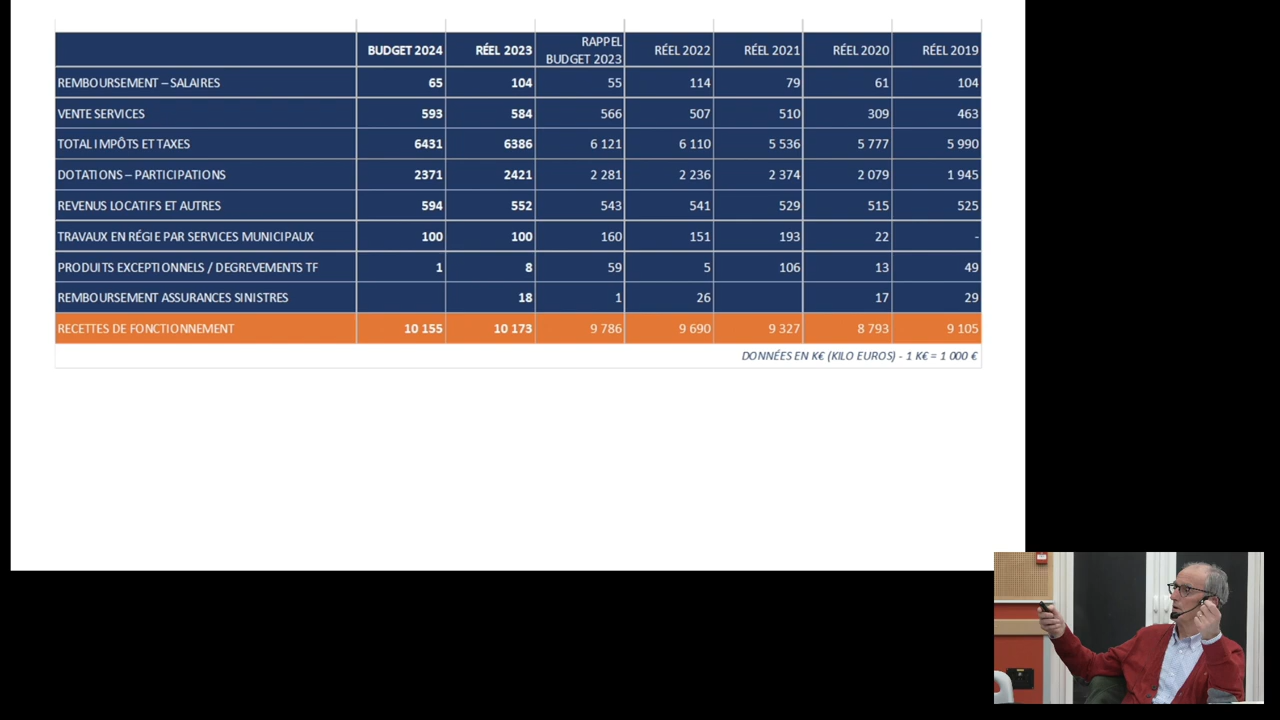 BUDGET 2024 RÉEL 2023 RAPPEL BUDGET 2023 RÉEL 2022 RÉEL 2021 RÉEL 2020 RÉEL 2019
REMBOURSEMENT – SALAIRES 65 104 55 114 79 61 104
VENTE SERVICES 593 584 566 507 510 309 463
TOTAL IMPÔTS ET TAXES 6431 6386 6 121 6 110 5 536 5 777 5 990
DOTATIONS – PARTICIPATIONS 2371 2421 2 281 2 236 2 374 2 079 1 945
REVENUS LOCATIFS ET AUTRES 594 552 543 541 529 515 525
TRAVAUX EN RÉGIE PAR SERVICES MUNICIPAUX 100 100 160 151 193 22 -
PRODUITS EXCEPTIONNELS / DEGREVEMENTS TF 1 8 59 5 106 13 49
REMBOURSEMENT ASSURANCES SINISTRES 18 1 26 17 29
RECETTES DE FONCTIONNEMENT 10 155 10 173 9 786 9 690 9 327 8 793 9 105
DONNÉES EN K€ (KILO EUROS) - 1 K€ = 1 000 €